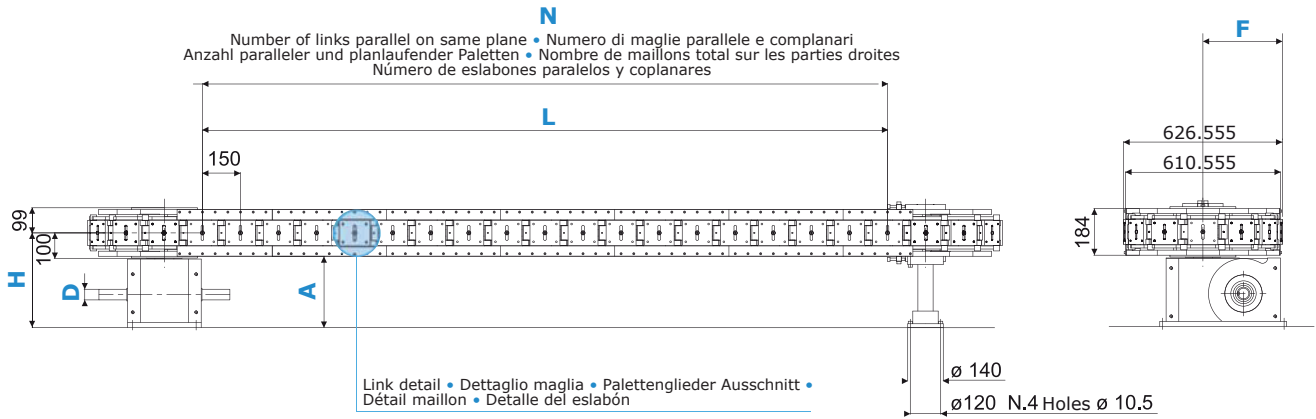 N
Number of links parallel on same plane • Numero di maglie parallele e complanari
Anzahl paralleler und planlaufender Paletten • Nombre de maillons total sur les parties droites
Número de eslabones paralelos y coplanares
F
L
626.555
150
610.555
99
184
100
H
D
A
Link detail • Dettaglio maglia • Palettenglieder Ausschnitt •
Détail maillon • Detalle del eslabón
ø 140
ø120 N.4 Holes ø 10.5